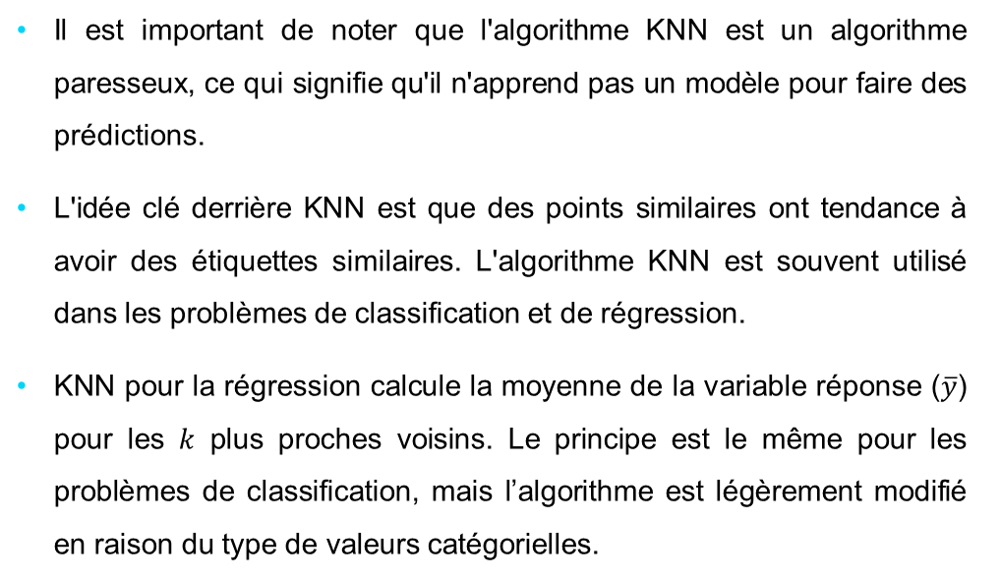 • Il est important de noter que l'algorithme KNN est un algorithme
paresseux, ce qui signifie qu'il n'apprend pas un modèle pour faire des
prédictions.
• L'idée clé derrière KNN est que des points similaires ont tendance à
avoir des étiquettes similaires. L'algorithme KNN est souvent utilisé
dans les problèmes de classification et de régression.
• KNN pour la régression calcule la moyenne de la variable réponse (ȳ)
pour les k plus proches voisins. Le principe est le même pour les
problèmes de classification, mais l’algorithme est légèrement modifié
en raison du type de valeurs catégorielles.